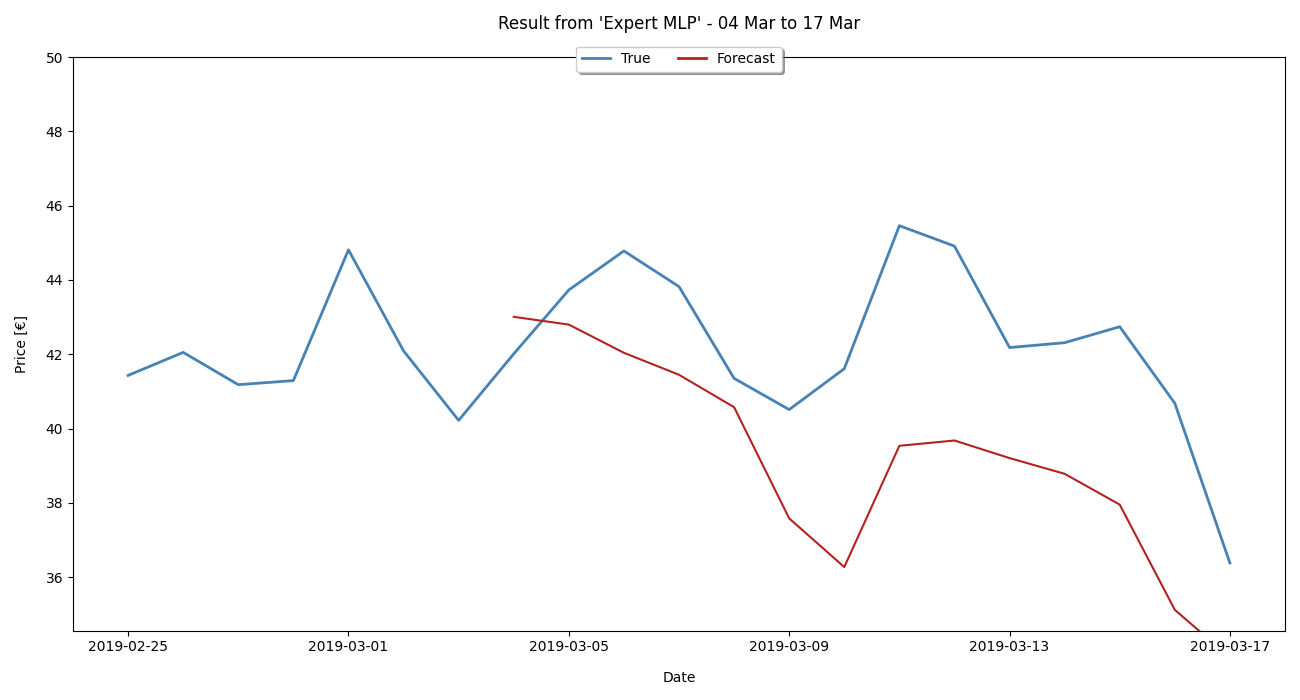 Result from 'Expert MLP' - 04 Mar to 17 Mar
True Forecast
50
48
46
44
42
40
38
36
Price [€]
2019-02-25 2019-03-01 2019-03-05 2019-03-09 2019-03-13 2019-03-17
Date